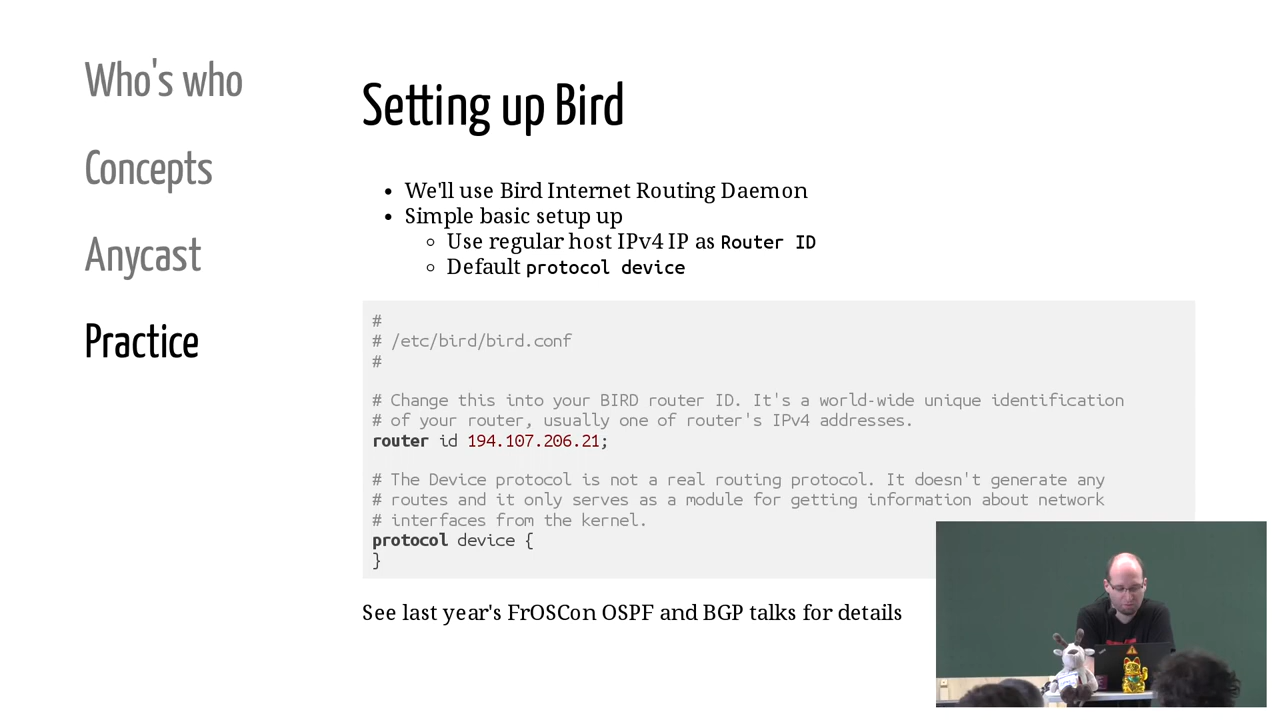 Who's who
Concepts
Anycast
Practice
Setting up Bird
• We'll use Bird Internet Routing Daemon
• Simple basic setup up
◦ Use regular host IPv4 IP as Router ID
◦ Default protocol device
#
# /etc/bird/bird.conf
#
# Change this into your BIRD router ID. It's a world-wide unique identification
# of your router, usually one of router's IPv4 addresses.
router id 194.107.206.21;
# The Device protocol is not a real routing protocol. It doesn't generate any
# routes and it only serves as a module for getting information about network
# interfaces from the kernel.
protocol device {
}
See last year's FrOSCon OSPF and BGP talks for details